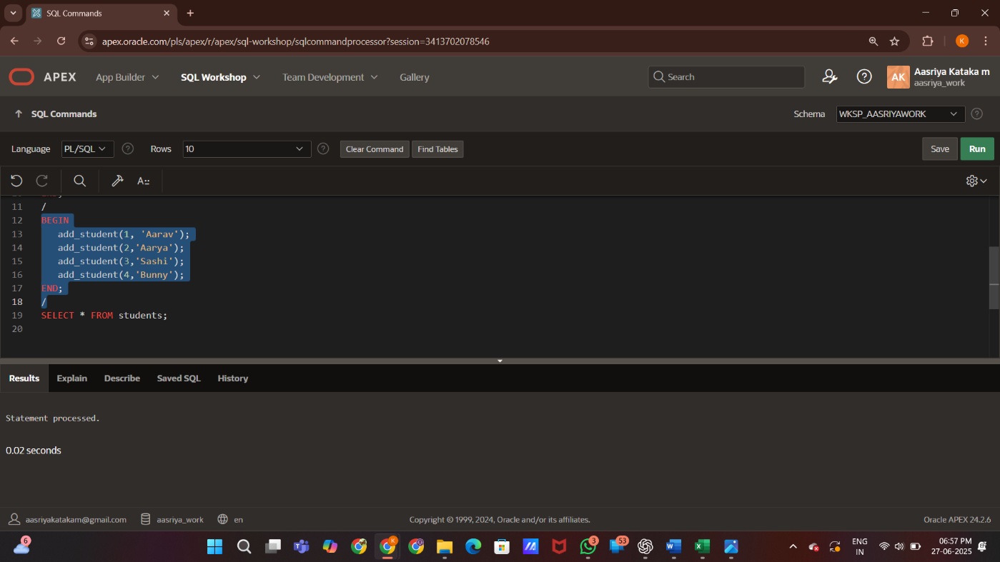 SQL Commands
apex.oracle.com/pls/apex/r/apex/sql-workshop/sqlcommandprocessor?session=3413702078546
K
APEX
App Builder
SQL Workshop
Team Development
Gallery
Search
AK
Aasriya Kataka m
aasriya_work
SQL Commands
Schema
WKSP_AASRIYAWORK
Language
PL/SQL
Rows
10
Clear Command
Find Tables
Save
Run
11 /
12 BEGIN
13 add_student(1, 'Aarav');
14 add_student(2,'Aarya');
15 add_student(3,'Sashi');
16 add_student(4,'Bunny');
17 END;
18 /
19 SELECT * FROM students;
20
Results
Explain
Describe
Saved SQL
History
Statement processed.
0.02 seconds
aasriyakatakam@gmail.com
aasriya_work
en
Copyright © 1999, 2024, Oracle and/or its affiliates.
Oracle APEX 24.2.6
6
K
3
53
ENG
IN
06:57 PM
27-06-2025